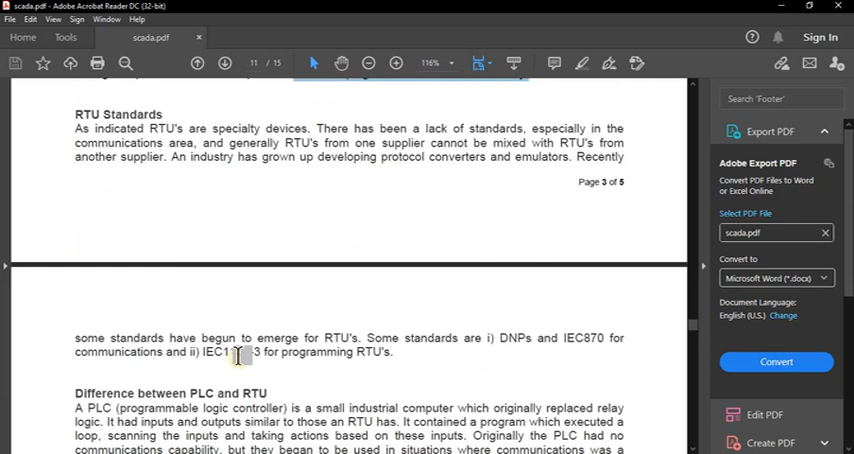 scada.pdf - Adobe Acrobat Reader DC (32-bit)
File Edit View Sign Window Help
Home Tools scada.pdf × Sign In
11 / 15 116%
RTU Standards
As indicated RTU's are specialty devices. There has been a lack of standards, especially in the
communications area, and generally RTU's from one supplier cannot be mixed with RTU's from
another supplier. An industry has grown up developing protocol converters and emulators. Recently
Page 3 of 5
some standards have begun to emerge for RTU's. Some standards are i) DNPs and IEC870 for
communications and ii) IEC1 -3 for programming RTU's.
Difference between PLC and RTU
A PLC (programmable logic controller) is a small industrial computer which originally replaced relay
logic. It had inputs and outputs similar to those an RTU has. It contained a program which executed a
loop, scanning the inputs and taking actions based on these inputs. Originally the PLC had no
communications capability, but they began to be used in situations where communications was a
Search 'Footer'
Export PDF
Adobe Export PDF
Convert PDF Files to Word
or Excel Online
Select PDF File
scada.pdf
Convert to
Microsoft Word (*.docx)
Document Language:
English (U.S.) Change
Convert
Edit PDF
Create PDF